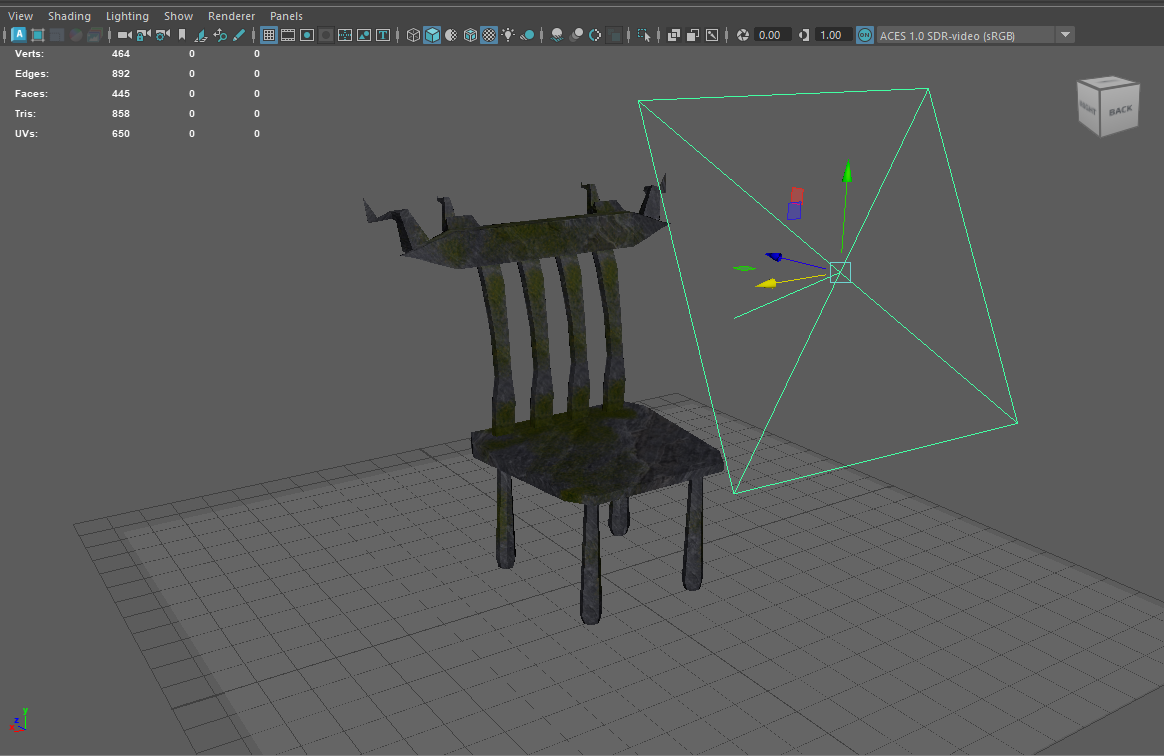 View Shading Lighting Show Renderer Panels
A T 0.00 1.00 ON ACES 1.0 SDR-video (sRGB)
Verts: 464 0 0
Edges: 892 0 0
Faces: 445 0 0
Tris: 858 0 0
UVs: 650 0 0
RIGHT BACK
y
z
x